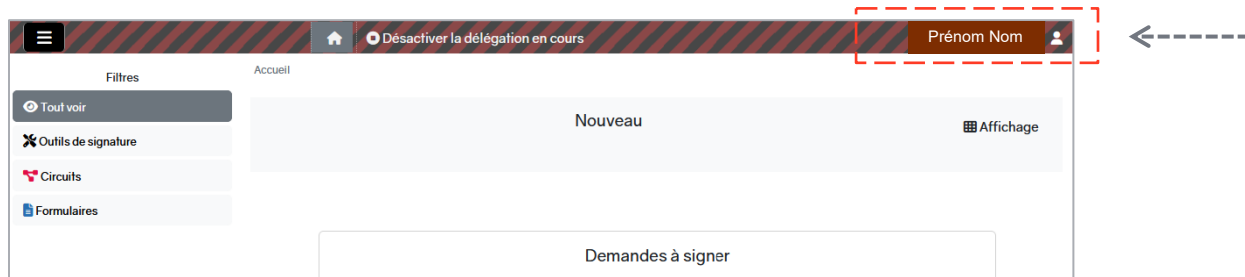 Désactiver la délégation en cours
Prénom Nom
Filtres
Accueil
Tout voir
Nouveau
Affichage
Outils de signature
Circuits
Formulaires
Demandes à signer